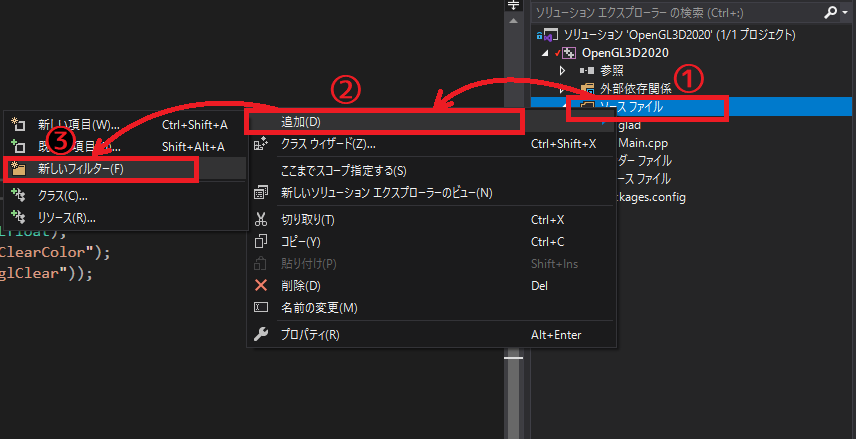 ソリューション エクスプローラー の検索 (Ctrl+:)
ソリューション 'OpenGL3D2020' (1/1 プロジェクト)
OpenGL3D2020
参照
外部依存関係
①
ソース ファイル
glad
Main.cpp
ダー ファイル
ース ファイル
kages.config
②
追加(D)
クラス ウィザード(Z)... Ctrl+Shift+X
ここまでスコープ指定する(S)
新しいソリューション エクスプローラーのビュー(N)
切り取り(T) Ctrl+X
コピー(Y) Ctrl+C
貼り付け(P) Shift+Ins
削除(D) Del
名前の変更(M)
プロパティ(R) Alt+Enter
新しい項目(W)... Ctrl+Shift+A
③
Shift+Alt+A
新しいフィルター(F)
クラス(C)...
リソース(R)...
Lfloat);
ClearColor");
glClear"));